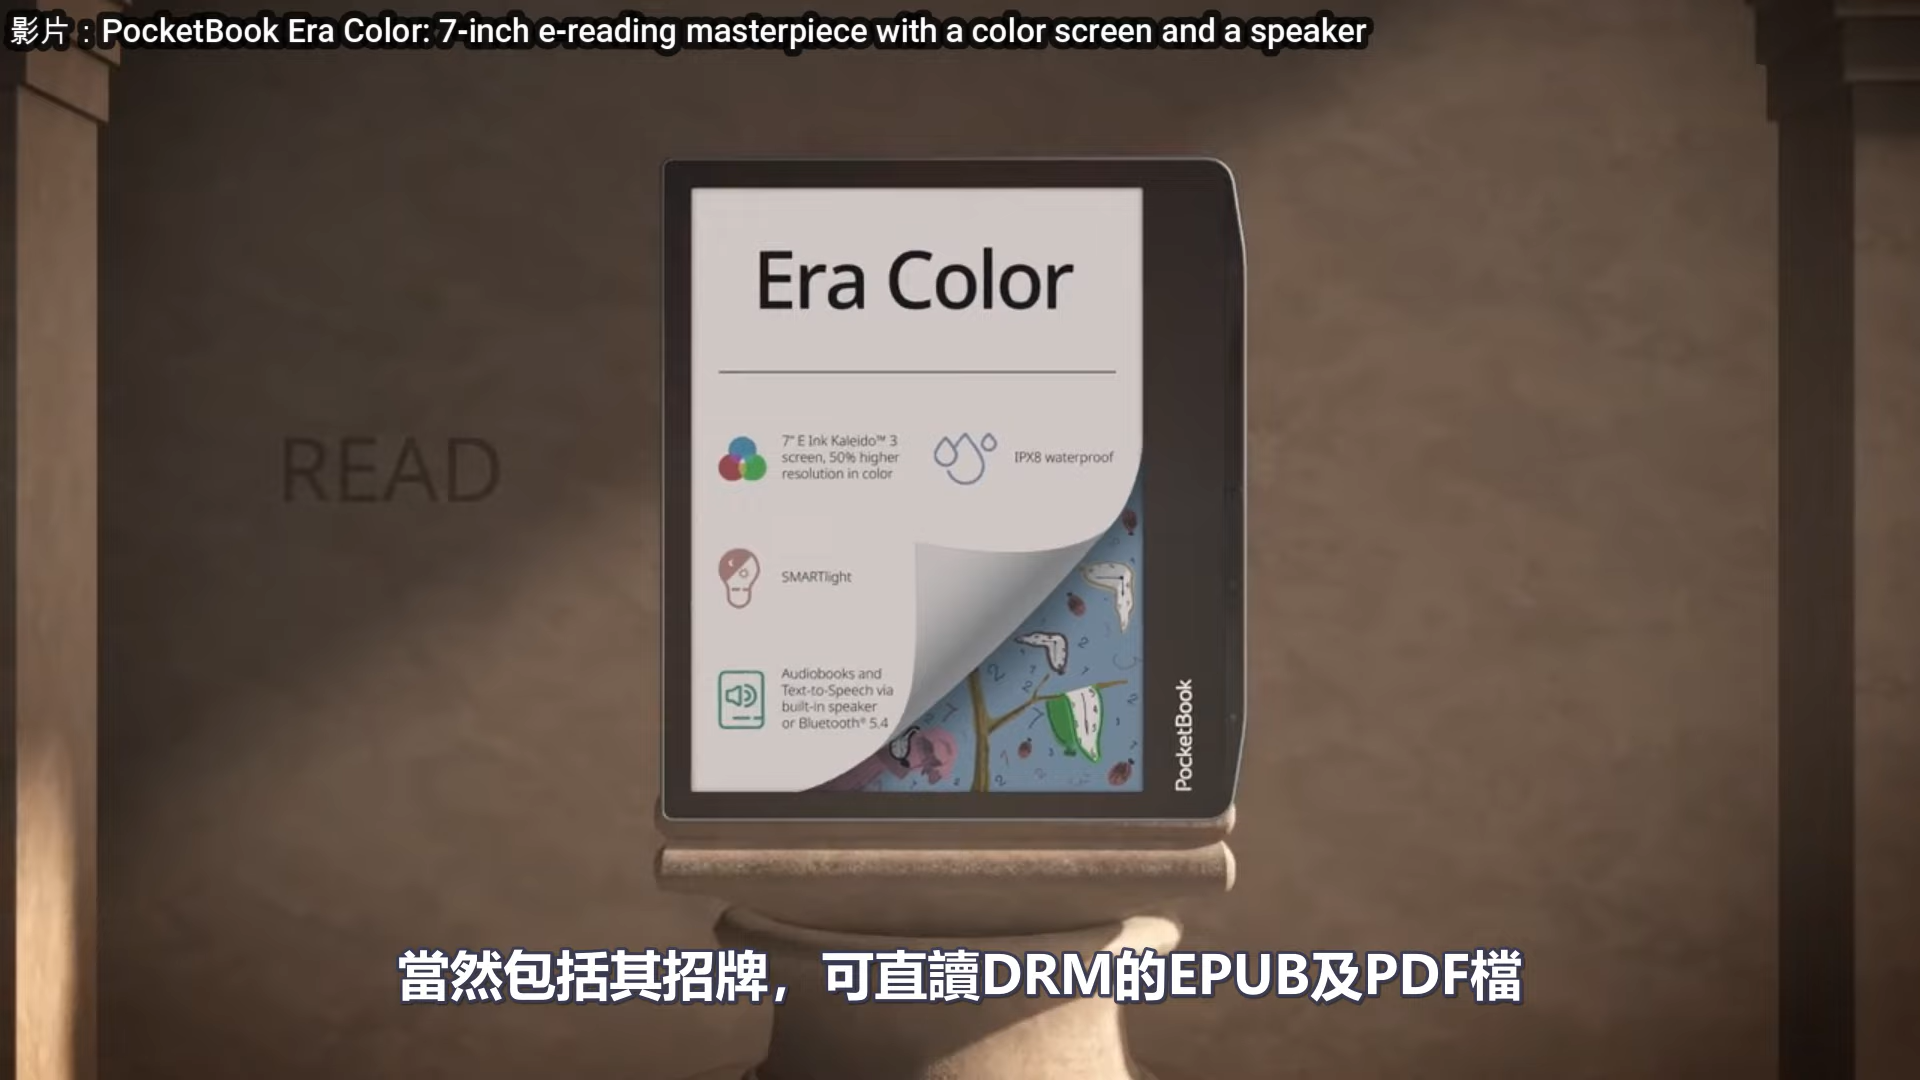 影片：PocketBook Era Color: 7-inch e-reading masterpiece with a color screen and a speaker
Era Color
7" E Ink Kaleido™ 3
screen, 50% higher
resolution in color
IPX8 waterproof
READ
SMARTlight
Audiobooks and
Text-to-Speech via
built-in speaker
or Bluetooth® 5.4
PocketBook
當然包括其招牌，可直讀DRM的EPUB及PDF檔